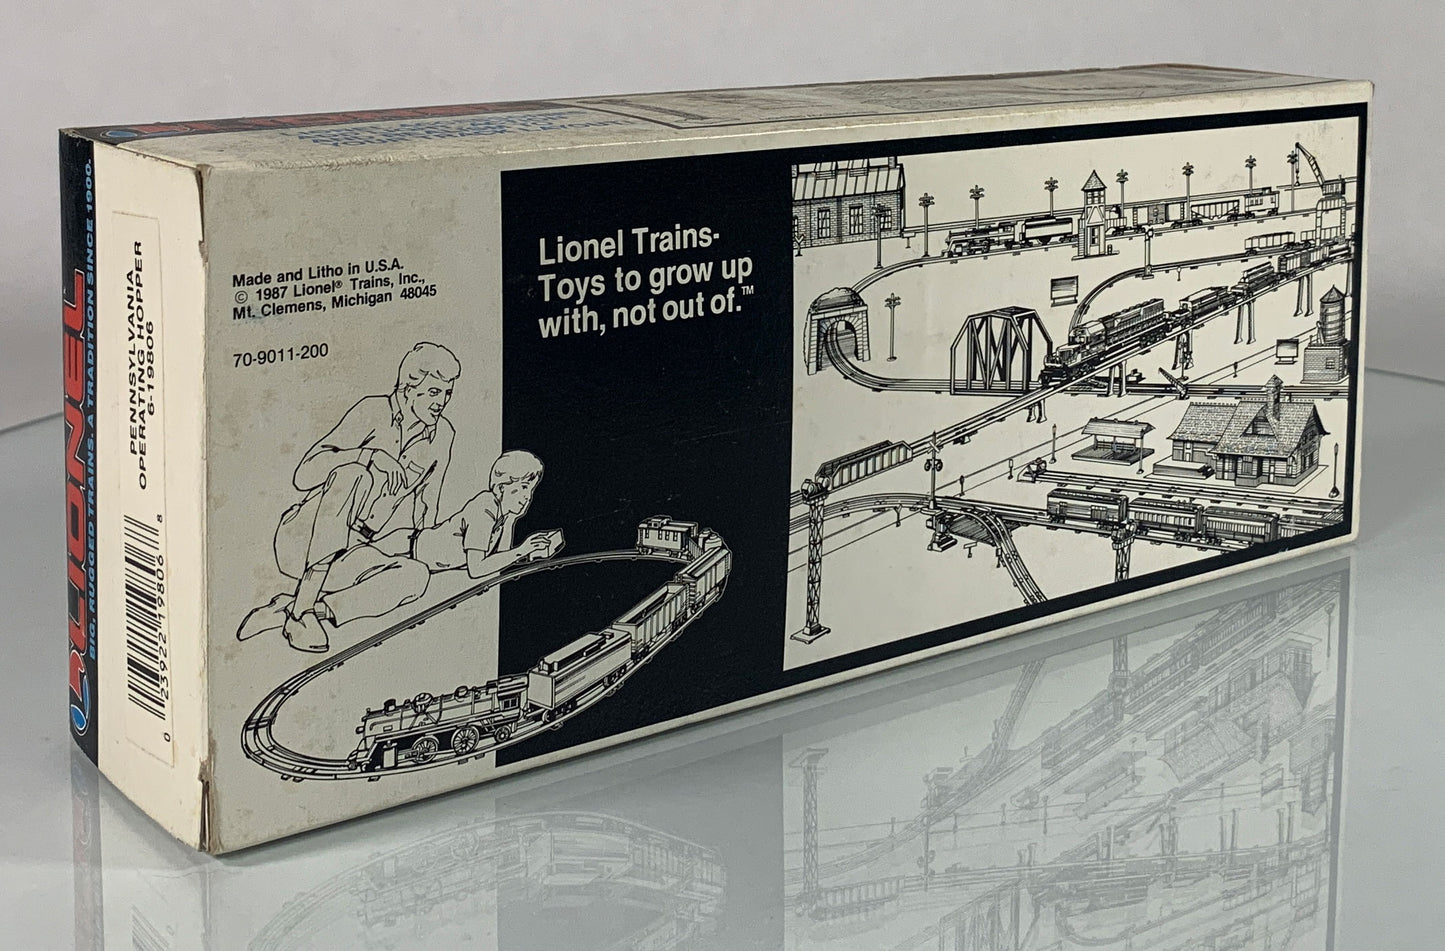 LIONEL
BIG, RUGGED TRAINS. A TRADITION SINCE 1900.
PENNSYLVANIA
OPERATING HOPPER
6-19806
0 23922 19806 8
Made and Litho in U.S.A.
© 1987 Lionel® Trains, Inc.,
Mt. Clemens, Michigan 48045
70-9011-200
Lionel Trains-
Toys to grow up
with, not out of.™